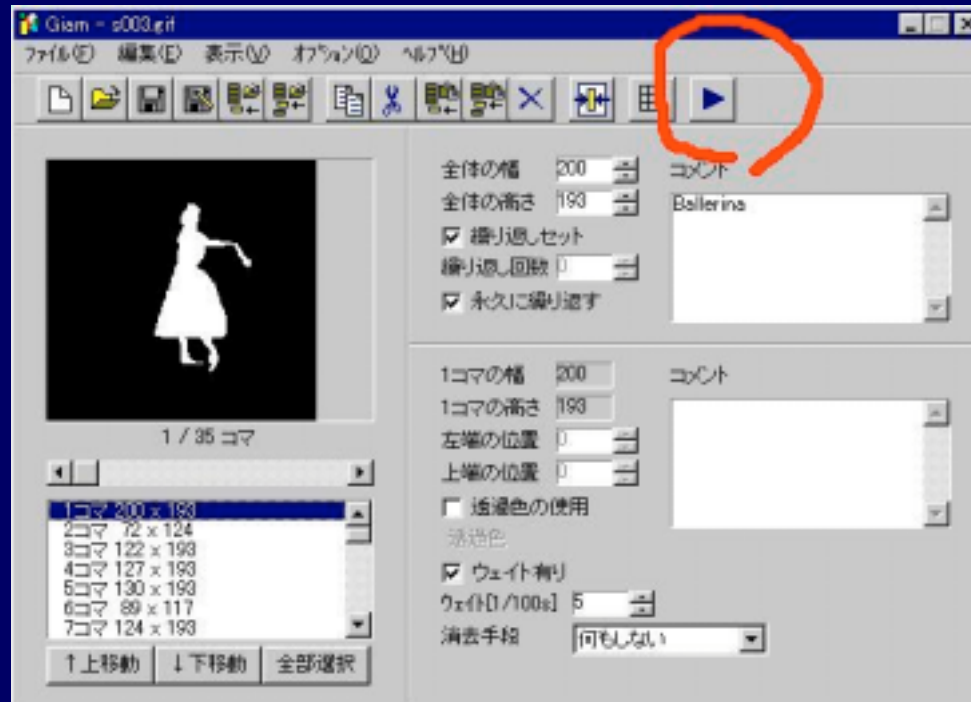 Giam - s003.gif
ファイル(F) 編集(E) 表示(V) オプション(O) ヘルプ(H)
全体の幅 200
全体の高さ 193
繰り返しセット
繰り返し回数 0
永久に繰り返す
コメント
Ballerina
1 / 35 コマ
1コマ 200 x 193
2コマ 72 x 124
3コマ 122 x 193
4コマ 127 x 193
5コマ 130 x 193
6コマ 89 x 117
7コマ 124 x 193
↑上移動 ↓下移動 全部選択
1コマの幅 200
1コマの高さ 193
左端の位置 0
上端の位置 0
透過色の使用
透過色
ウェイト有り
ウェイト[1/100s] 5
消去手段 何もしない
コメント